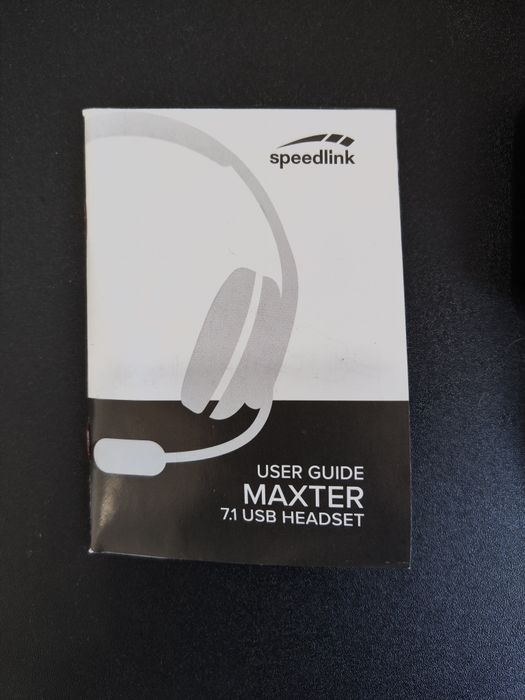 speedlink
USER GUIDE
MAXTER
7.1 USB HEADSET